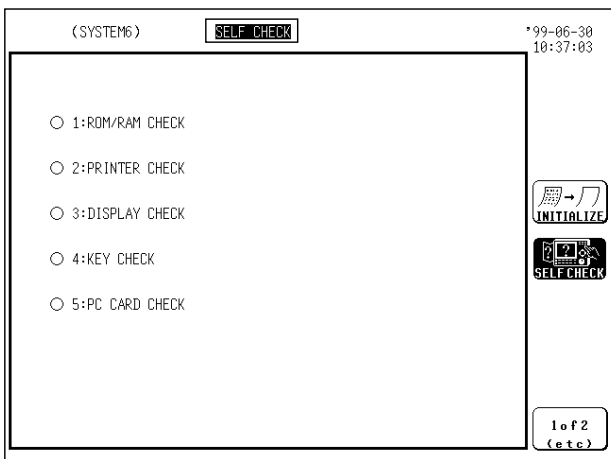 (SYSTEM6) SELF CHECK '99-06-30
10:37:03
1:ROM/RAM CHECK
2:PRINTER CHECK
3:DISPLAY CHECK
4:KEY CHECK
5:PC CARD CHECK
INITIALIZE
SELF CHECK
1of2
(etc)